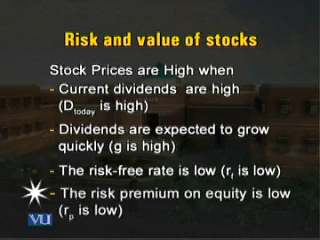 Risk and value of stocks
Stock Prices are High when
- Current dividends are high
(Dtoday is high)
- Dividends are expected to grow
quickly (g is high)
- The risk-free rate is low (rf is low)
- The risk premium on equity is low
(rp is low)
VU